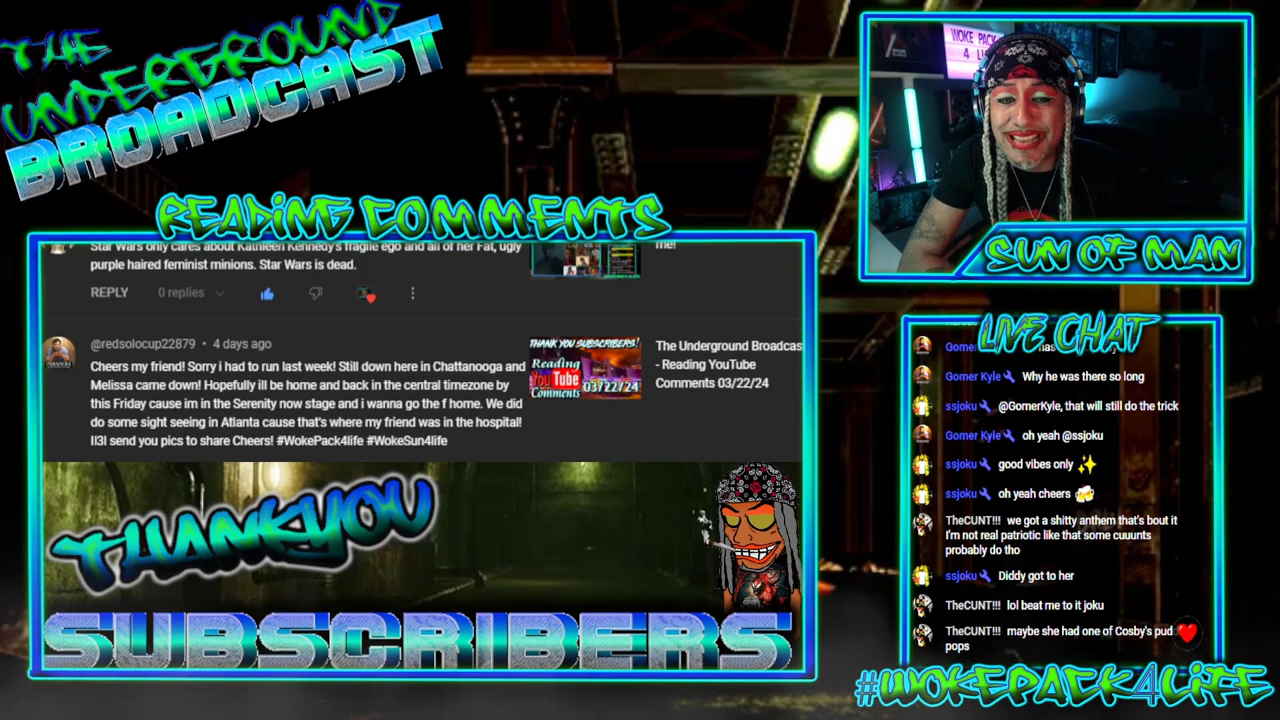 THE
UNDERGROUND
BROADCAST
READING COMMENTS
WOKE PACK
4 LI
SUN OF MAN
Star Wars only cares about Kathleen Kennedy's fragile ego and all of her Fat, ugly
purple haired feminist minions. Star Wars is dead.
me!
REPLY 0 replies
@redsolocup22879 • 4 days ago
Cheers my friend! Sorry i had to run last week! Still down here in Chattanooga and
Melissa came down! Hopefully ill be home and back in the central timezone by
this Friday cause im in the Serenity now stage and i wanna go the f home. We did
do some sight seeing in Atlanta cause that's where my friend was in the hospital!
Il3l send you pics to share Cheers! #WokePack4life #WokeSun4life
THANK YOU SUBSCRIBERS!
Reading
YouTube
Comments
03/22/24
The Underground Broadcas
- Reading YouTube
Comments 03/22/24
THANKYOU
SUBSCRIBERS
LIVE CHAT
Gomer Kyle Why he was there so long
ssjoku @GomerKyle, that will still do the trick
Gomer Kyle oh yeah @ssjoku
ssjoku good vibes only ✨
ssjoku oh yeah cheers 🍻
TheCUNT!!! we got a shitty anthem that's bout it
I'm not real patriotic like that some cuuunts
probably do tho
ssjoku Diddy got to her
TheCUNT!!! lol beat me to it joku
TheCUNT!!! maybe she had one of Cosby's pud
pops
#WOKEPACK4LIFE